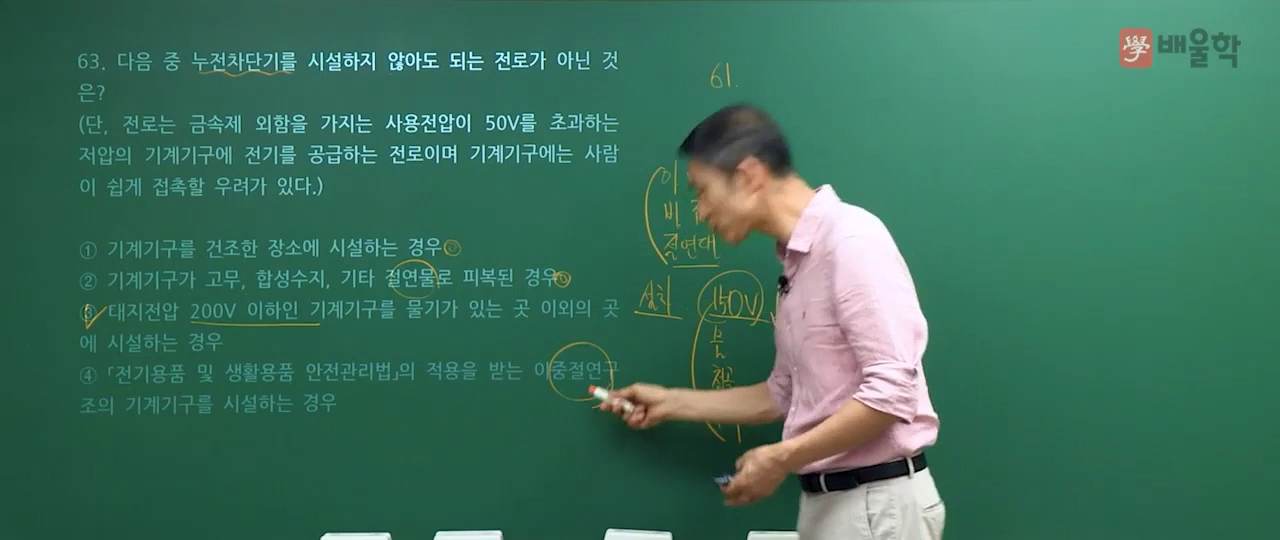 學 배울학
63. 다음 중 누전차단기를 시설하지 않아도 되는 전로가 아닌 것
은?
(단, 전로는 금속제 외함을 가지는 사용전압이 50V를 초과하는
저압의 기계기구에 전기를 공급하는 전로이며 기계기구에는 사람
이 쉽게 접촉할 우려가 있다.)
① 기계기구를 건조한 장소에 시설하는 경우
② 기계기구가 고무, 합성수지, 기타 절연물로 피복된 경우
③ 대지전압 200V 이하인 기계기구를 물기가 있는 곳 이외의 곳
에 시설하는 경우
④ 「전기용품 및 생활용품 안전관리법」의 적용을 받는 이중절연구
조의 기계기구를 시설하는 경우
61.
이
비
절연대
150V